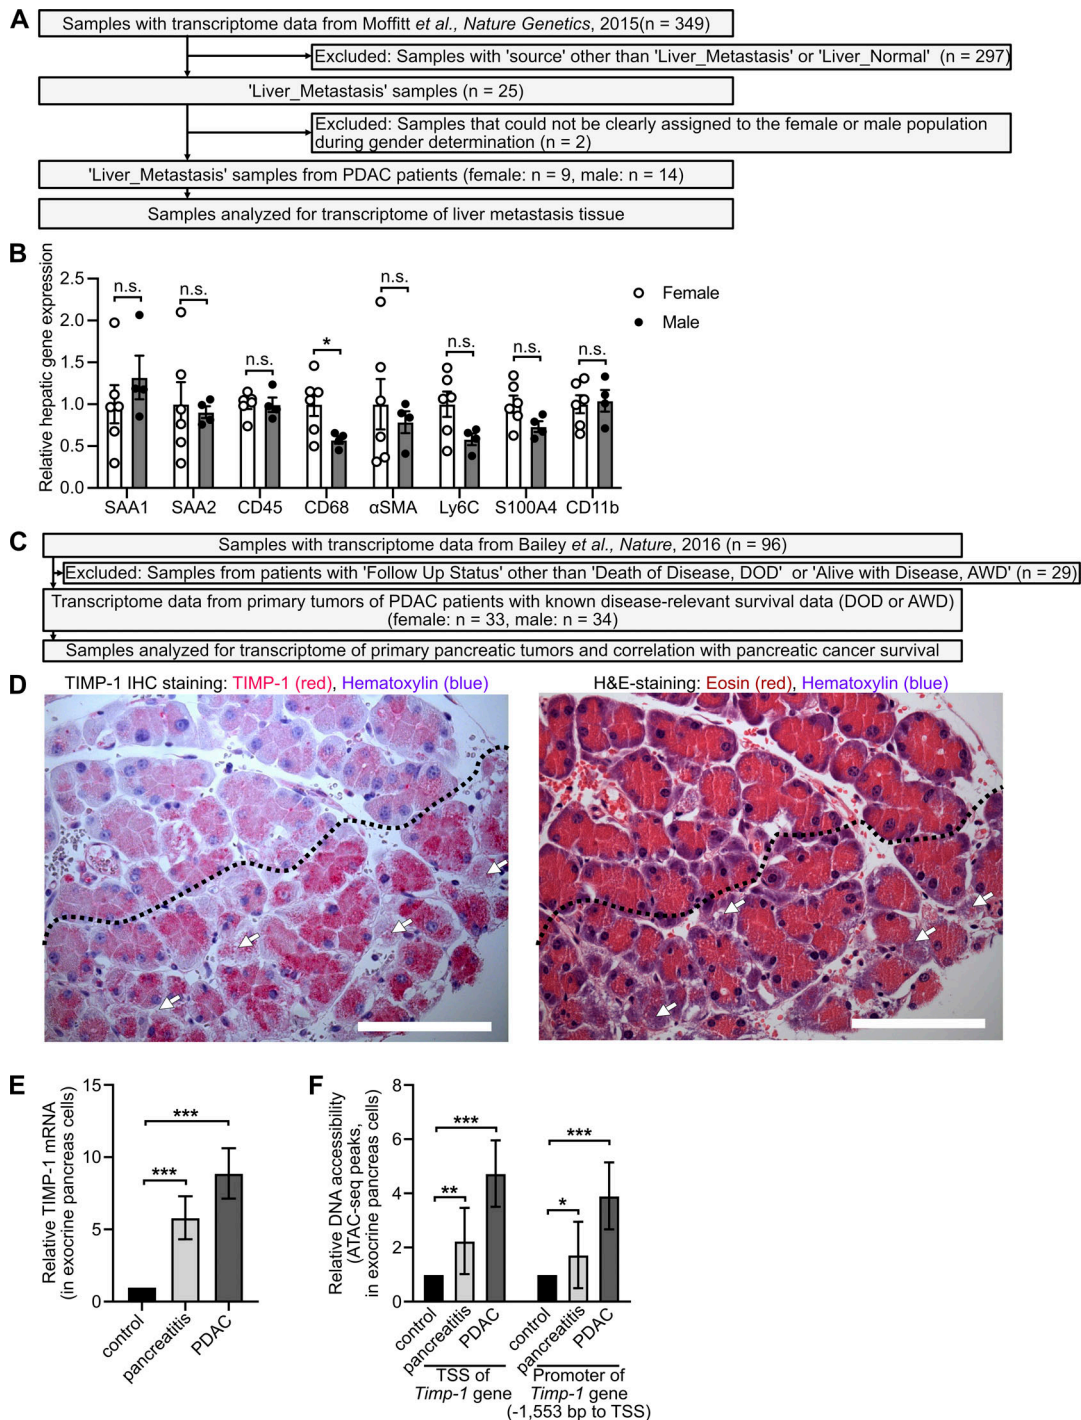 A
Samples with transcriptome data from Moffitt et al., Nature Genetics, 2015(n = 349)
Excluded: Samples with 'source' other than 'Liver_Metastasis' or 'Liver_Normal' (n = 297)
'Liver_Metastasis' samples (n = 25)
Excluded: Samples that could not be clearly assigned to the female or male population
during gender determination (n = 2)
'Liver_Metastasis' samples from PDAC patients (female: n = 9, male: n = 14)
Samples analyzed for transcriptome of liver metastasis tissue
B
Relative hepatic gene expression
2.5
2.0
1.5
1.0
0.5
0.0
n.s.
n.s.
n.s.
*
n.s.
n.s.
n.s.
n.s.
Female
Male
SAA1 SAA2 CD45 CD68 αSMA Ly6C S100A4 CD11b
C
Samples with transcriptome data from Bailey et al., Nature, 2016 (n = 96)
Excluded: Samples from patients with 'Follow Up Status' other than 'Death of Disease, DOD' or 'Alive with Disease, AWD' (n = 29)
Transcriptome data from primary tumors of PDAC patients with known disease-relevant survival data (DOD or AWD)
(female: n = 33, male: n = 34)
Samples analyzed for transcriptome of primary pancreatic tumors and correlation with pancreatic cancer survival
D
TIMP-1 IHC staining: TIMP-1 (red), Hematoxylin (blue)
H&E-staining: Eosin (red), Hematoxylin (blue)
E
Relative TIMP-1 mRNA
(in exocrine pancreas cells)
15
10
5
0
***
***
control
pancreatitis
PDAC
F
Relative DNA accessibility
(ATAC-seq peaks,
in exocrine pancreas cells)
8
6
4
2
0
***
**
***
*
control
pancreatitis
PDAC
control
pancreatitis
PDAC
TSS of
Timp-1 gene
Promoter of
Timp-1 gene
(-1,553 bp to TSS)